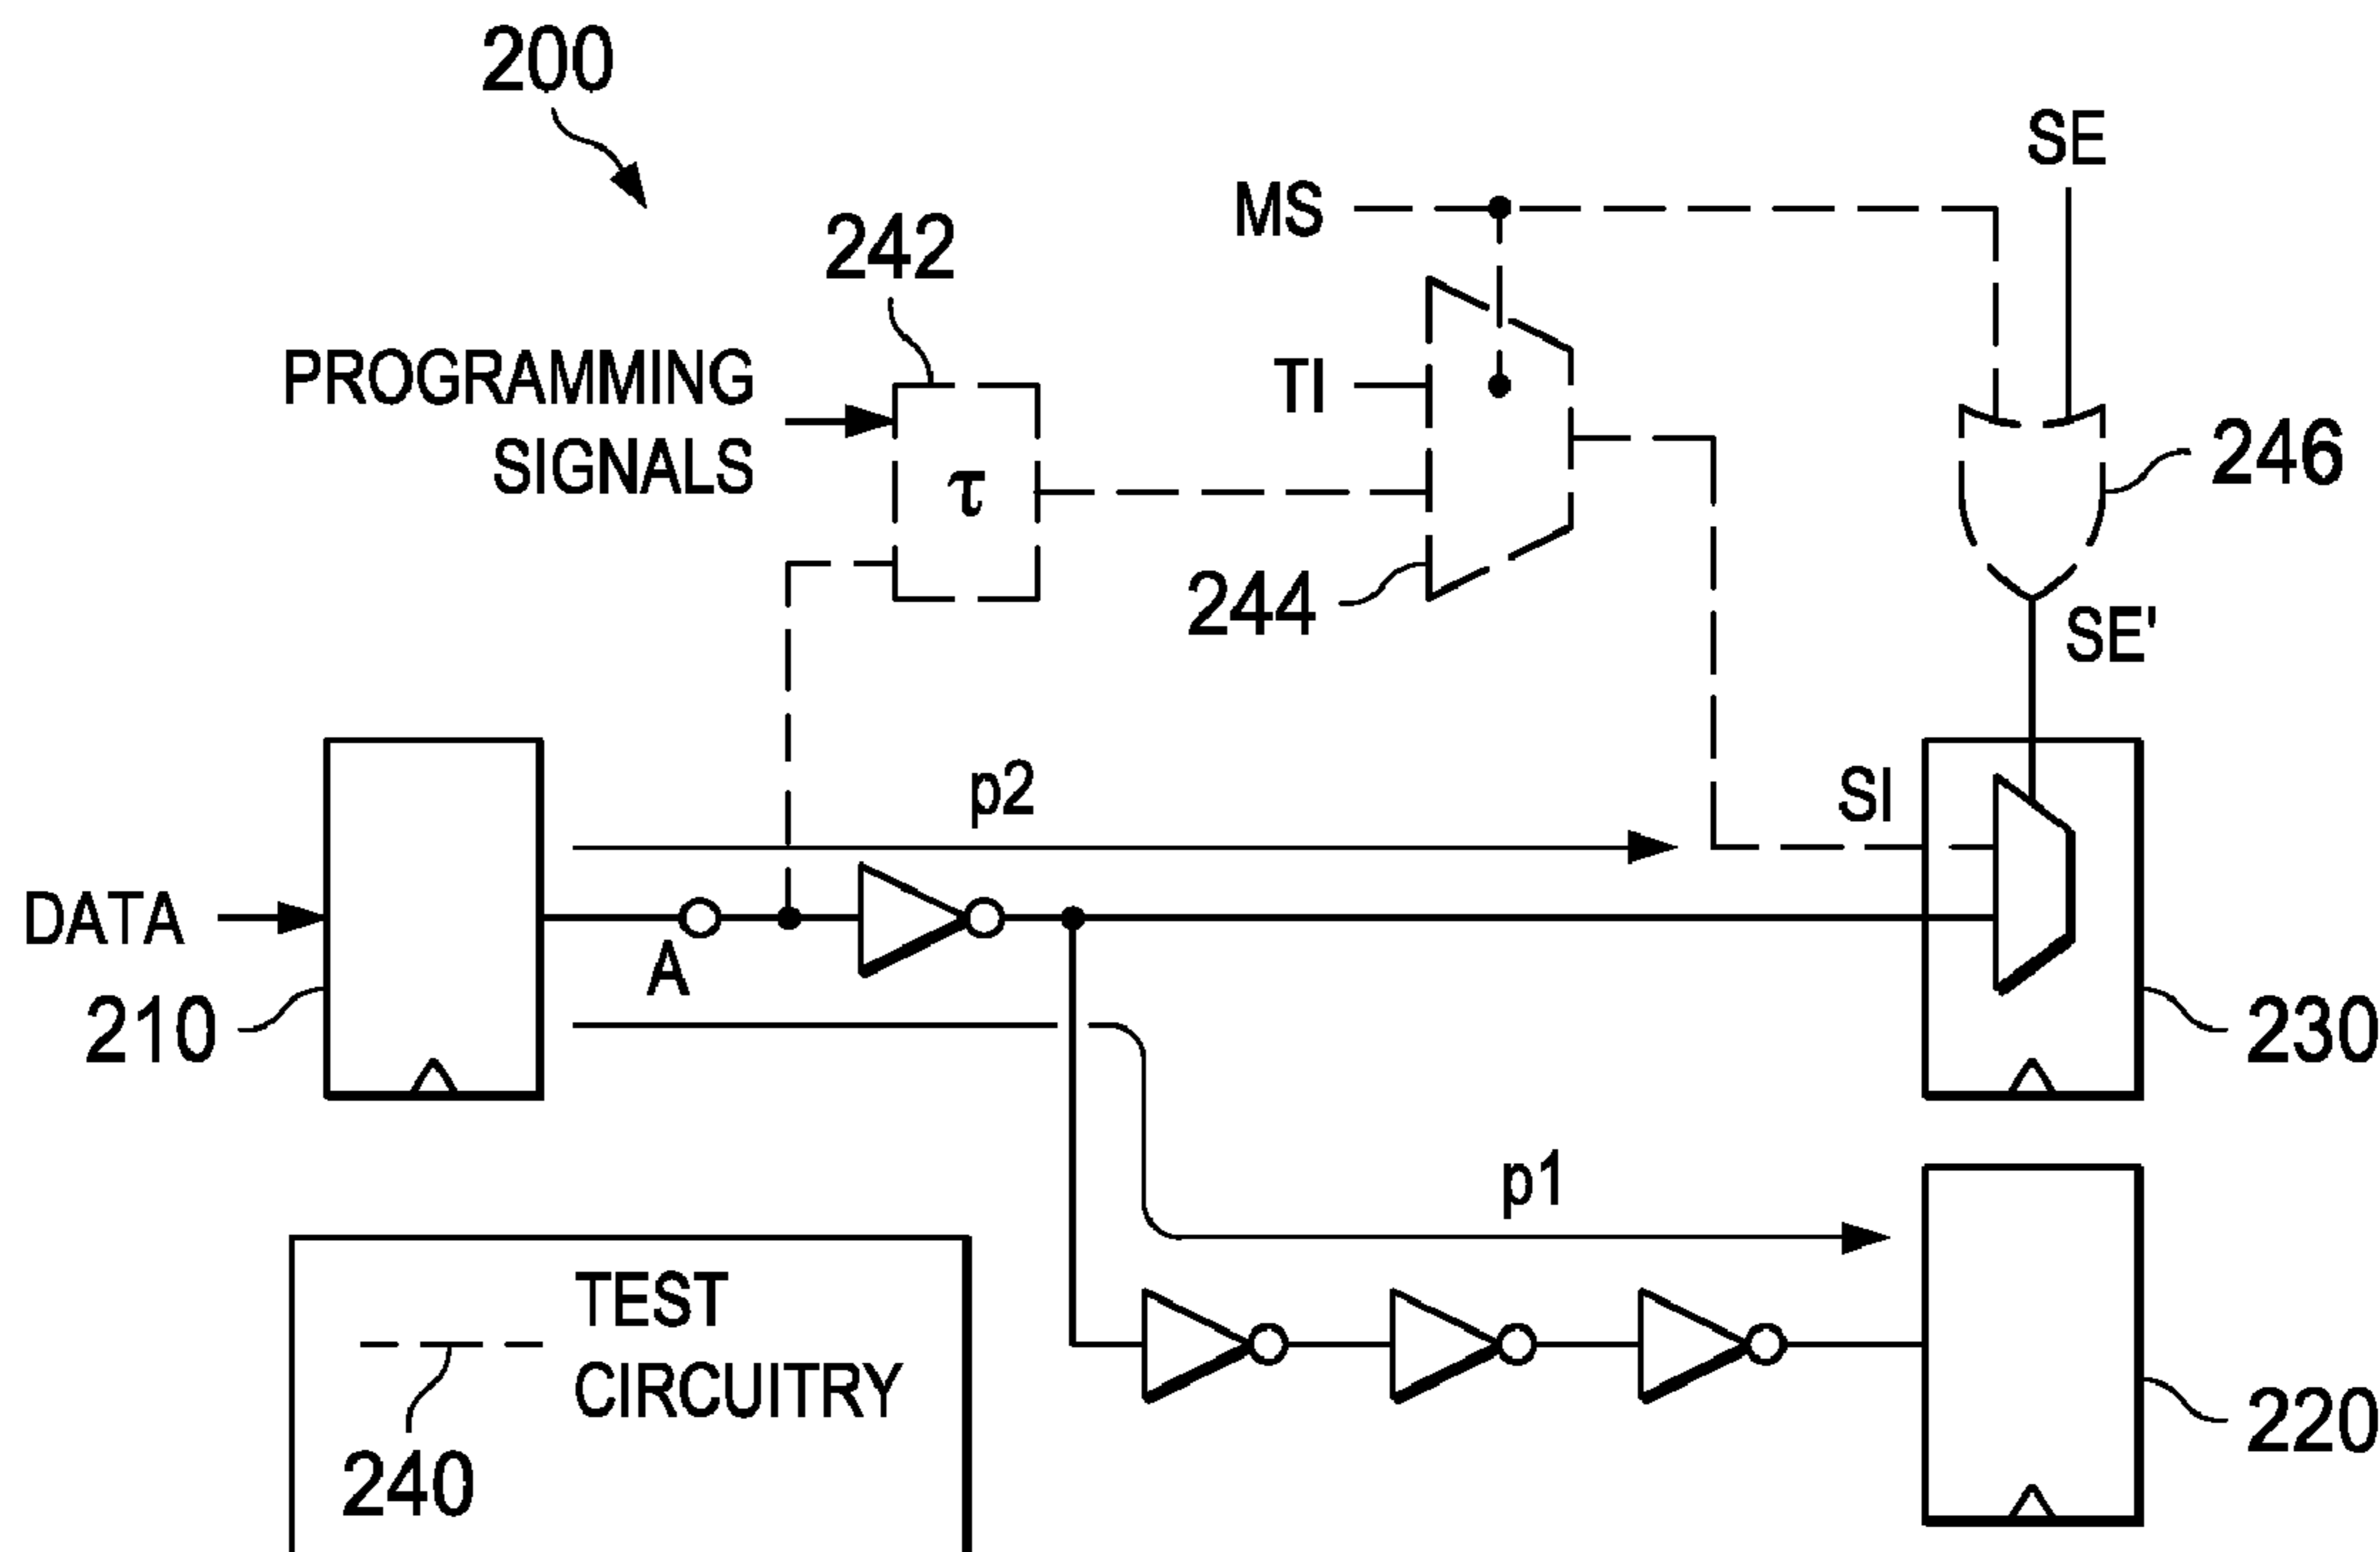 200
SE
MS
242
PROGRAMMING
SIGNALS
TI
τ
246
244
SE'
p2
SI
DATA
A
210
230
p1
TEST
CIRCUITRY
240
220